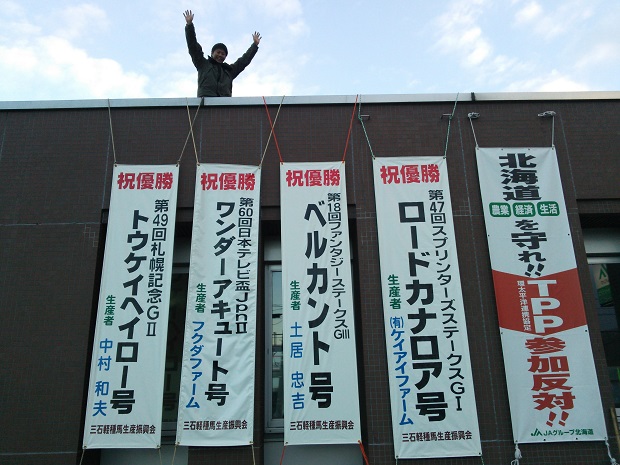 祝優勝
第49回札幌記念GⅡ
トウケイヘイロー号
生産者 中村 和夫
三石軽種馬生産振興会
祝優勝
第60回日本テレビ盃JpnⅡ
ワンダーアキュート号
生産者 フクダファーム
三石軽種馬生産振興会
祝優勝
第18回ファンタジーステークスGⅢ
ベルカント号
生産者 土居 忠吉
三石軽種馬生産振興会
祝優勝
第47回スプリンターズステークスGⅠ
ロードカナロア号
生産者 (有)ケイアイファーム
三石軽種馬生産振興会
北海道
農業 経済 生活
を守れ!!
TPP
環太平洋連携協定
参加反対!!
JAグループ北海道